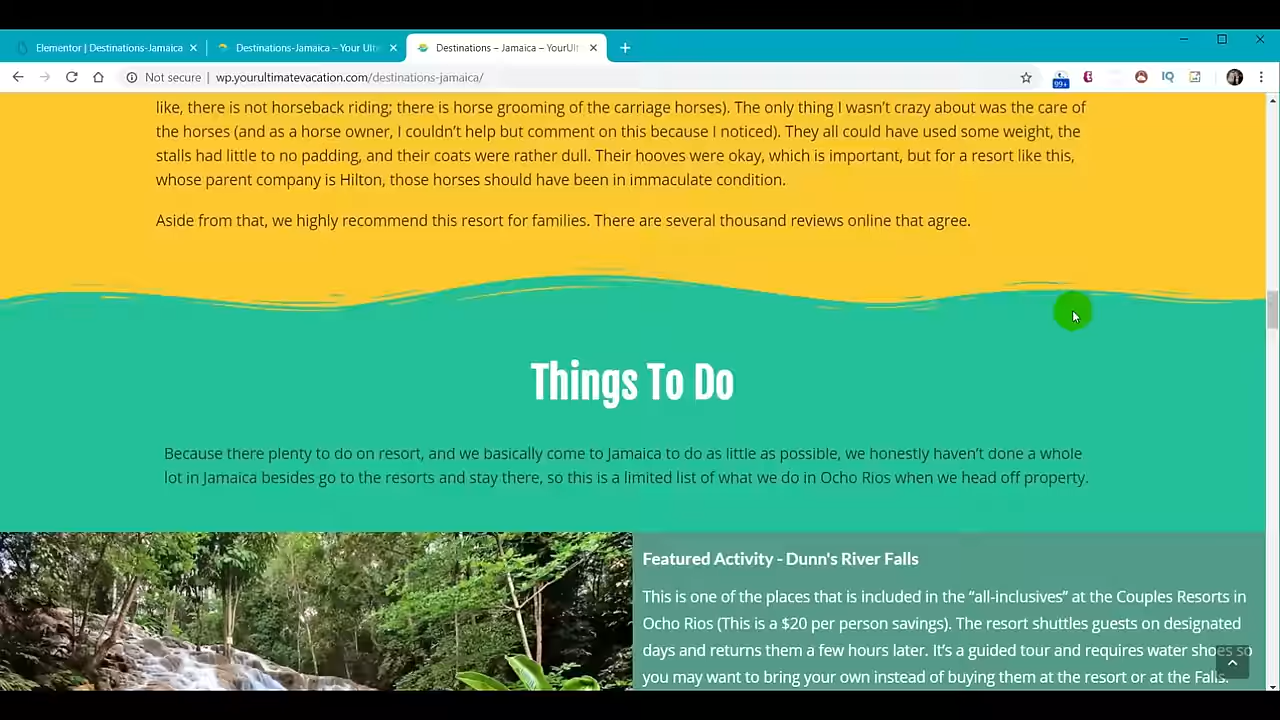 Elementor | Destinations-Jamaica
Destinations-Jamaica – Your Ult
Destinations – Jamaica – YourUlt
Not secure | wp.yourultimatevacation.com/destinations-jamaica/
99+
IQ
like, there is not horseback riding; there is horse grooming of the carriage horses). The only thing I wasn't crazy about was the care of
the horses (and as a horse owner, I couldn't help but comment on this because I noticed). They all could have used some weight, the
stalls had little to no padding, and their coats were rather dull. Their hooves were okay, which is important, but for a resort like this,
whose parent company is Hilton, those horses should have been in immaculate condition.
Aside from that, we highly recommend this resort for families. There are several thousand reviews online that agree.
Things To Do
Because there plenty to do on resort, and we basically come to Jamaica to do as little as possible, we honestly haven't done a whole
lot in Jamaica besides go to the resorts and stay there, so this is a limited list of what we do in Ocho Rios when we head off property.
Featured Activity - Dunn's River Falls
This is one of the places that is included in the “all-inclusives” at the Couples Resorts in
Ocho Rios (This is a $20 per person savings). The resort shuttles guests on designated
days and returns them a few hours later. It's a guided tour and requires water shoes so
you may want to bring your own instead of buying them at the resort or at the Falls.